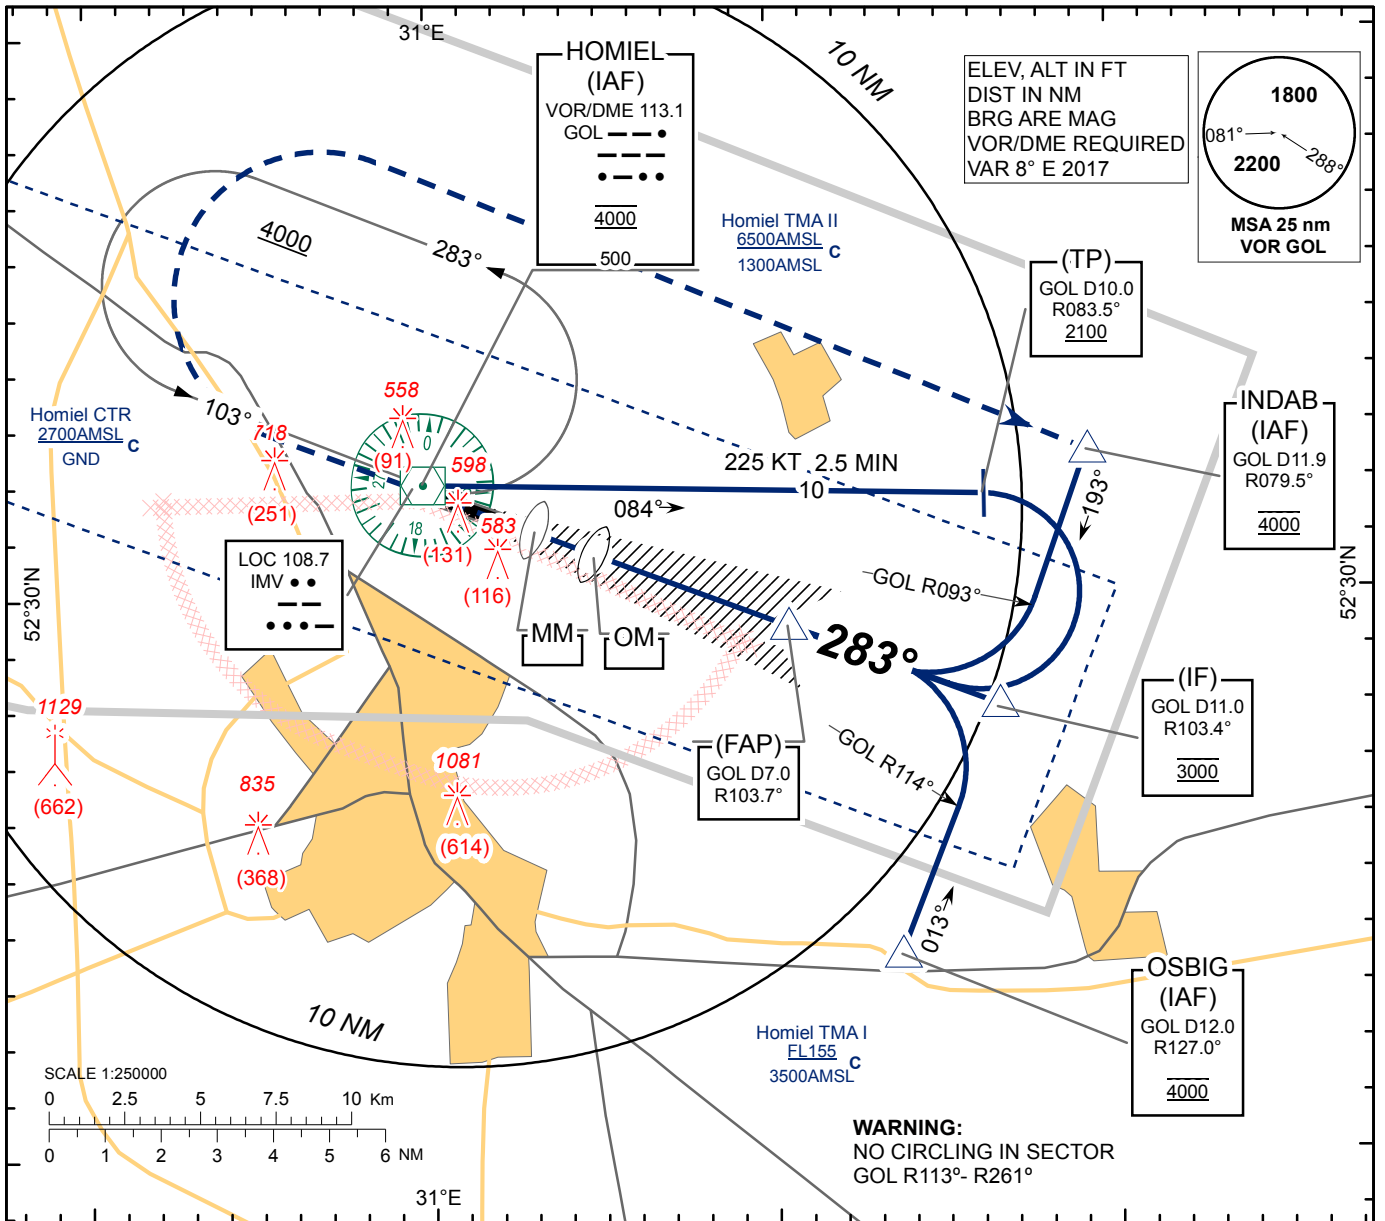 31°E
10 NM
HOMIEL
(IAF)
VOR/DME 113.1
GOL
4000
500
ELEV, ALT IN FT
DIST IN NM
BRG ARE MAG
VOR/DME REQUIRED
VAR 8° E 2017
1800
081°
288°
2200
MSA 25 nm
VOR GOL
4000
283°
Homiel TMA II
6500AMSL
C
1300AMSL
(TP)
GOL D10.0
R083.5°
2100
INDAB
(IAF)
GOL D11.9
R079.5°
4000
Homiel CTR
2700AMSL
C
GND
103°
718
(251)
558
(91)
0
27
18
598
(131)
583
(116)
225 KT 2.5 MIN
10
084°
193°
GOL R093°
LOC 108.7
IMV
MM
OM
283°
52°30'N
52°30'N
(IF)
GOL D11.0
R103.4°
3000
(FAP)
GOL D7.0
R103.7°
GOL R114°
1129
(662)
835
(368)
1081
(614)
013°
OSBIG
(IAF)
GOL D12.0
R127.0°
4000
10 NM
Homiel TMA I
FL155
C
3500AMSL
SCALE 1:250000
0 2.5 5 7.5 10 Km
0 1 2 3 4 5 6 NM
WARNING:
NO CIRCLING IN SECTOR
GOL R113º- R261º
31°E